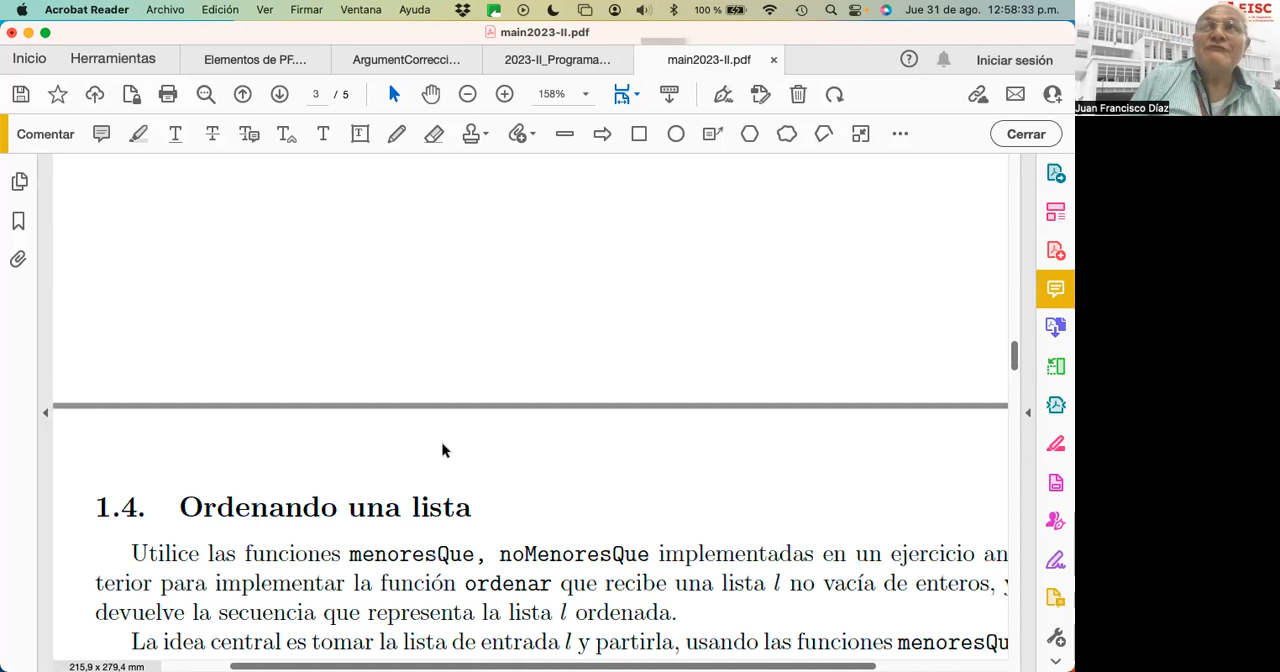 Acrobat Reader Archivo Edición Ver Firmar Ventana Ayuda 100 % Jue 31 de ago. 12:58:33 p.m.
main2023-II.pdf
Inicio Herramientas Elementos de PF.... ArgumentCorrecci... 2023-II_Programa... main2023-II.pdf × Iniciar sesión
3 / 5 158%
Comentar Cerrar
EISC
Juan Francisco Díaz
1.4. Ordenando una lista
Utilice las funciones menoresQue, noMenoresQue implementadas en un ejercicio an
terior para implementar la función ordenar que recibe una lista l no vacía de enteros, y
devuelve la secuencia que representa la lista l ordenada.
La idea central es tomar la lista de entrada l y partirla, usando las funciones menoresQu
215,9 x 279,4 mm